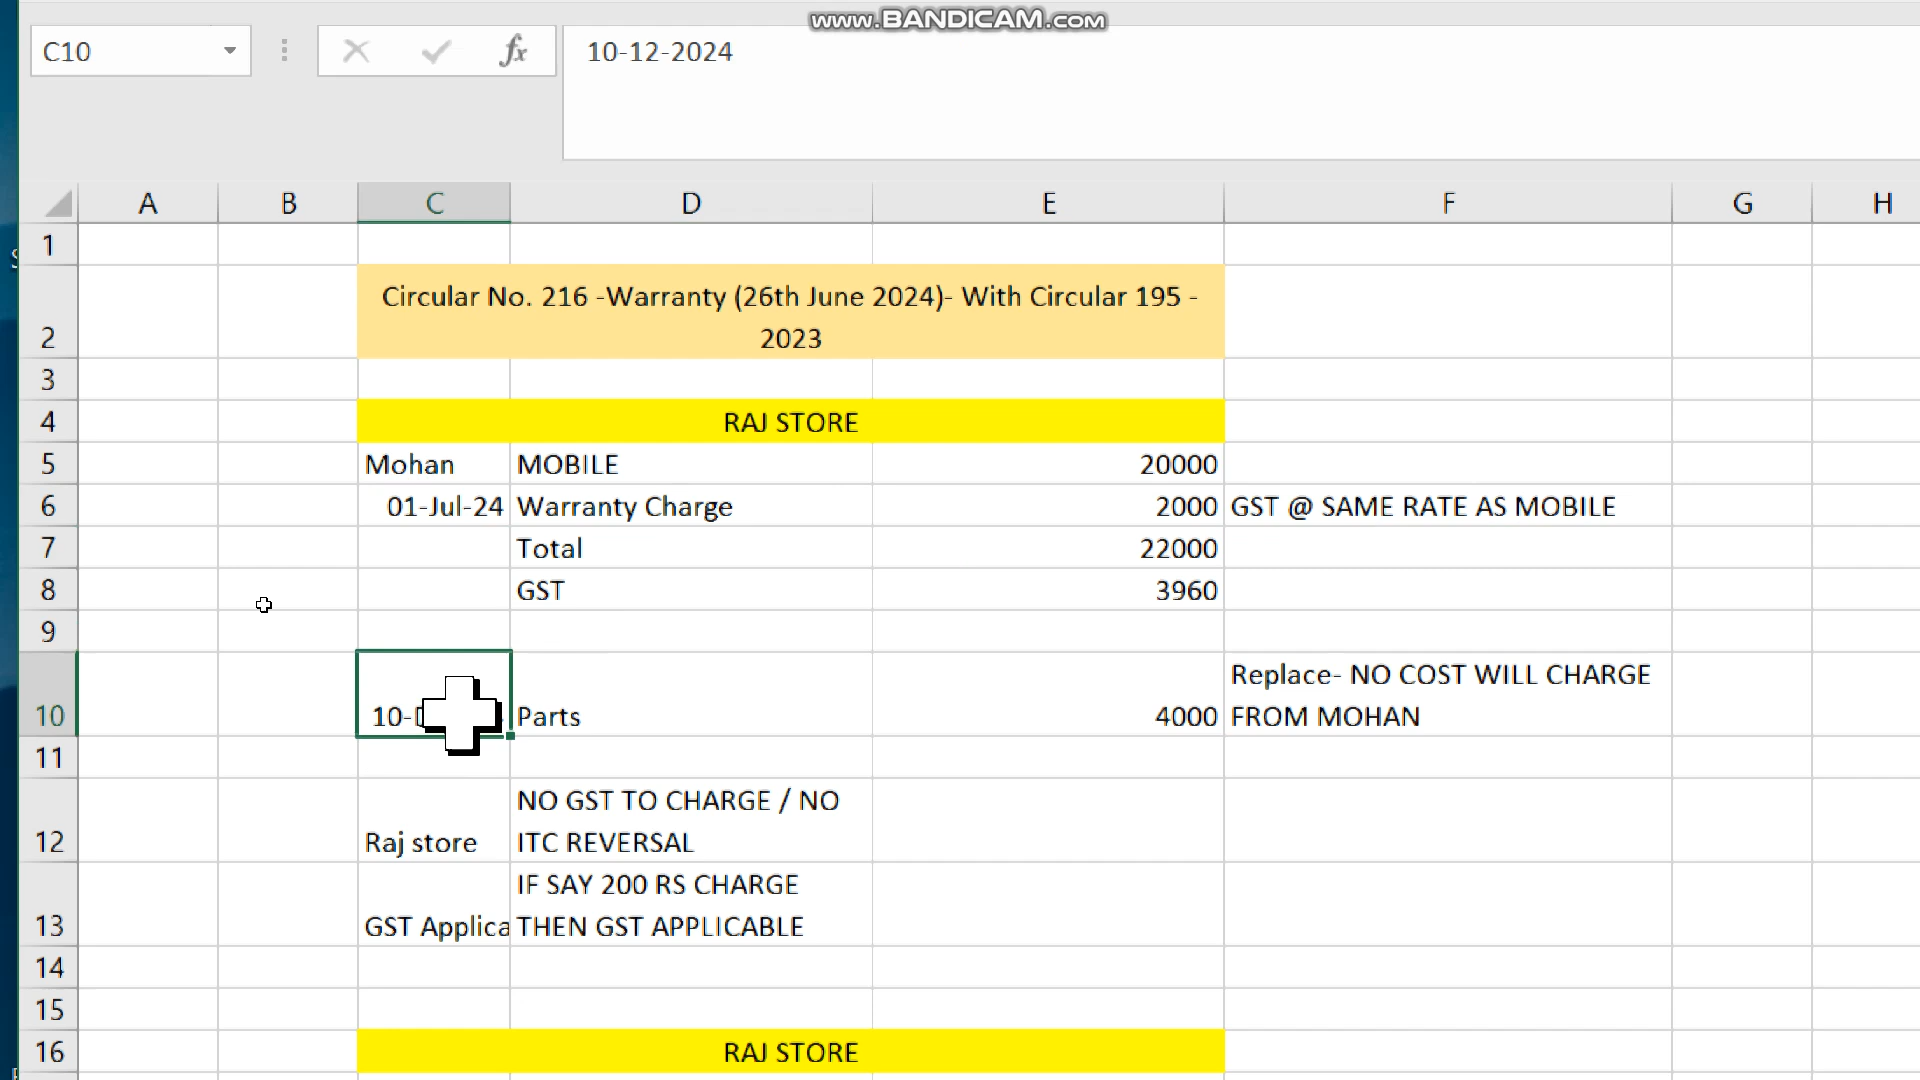 www.BANDICAM.com
C10
fx
10-12-2024
A B C D E F G H
1
2 Circular No. 216 -Warranty (26th June 2024)- With Circular 195 -
2023
3
4 RAJ STORE
5 Mohan MOBILE 20000
6 01-Jul-24 Warranty Charge 2000 GST @ SAME RATE AS MOBILE
7 Total 22000
8 GST 3960
9
Replace- NO COST WILL CHARGE
10 10- Parts 4000 FROM MOHAN
11
NO GST TO CHARGE / NO
12 Raj store ITC REVERSAL
IF SAY 200 RS CHARGE
13 GST Applica THEN GST APPLICABLE
14
15
16 RAJ STORE